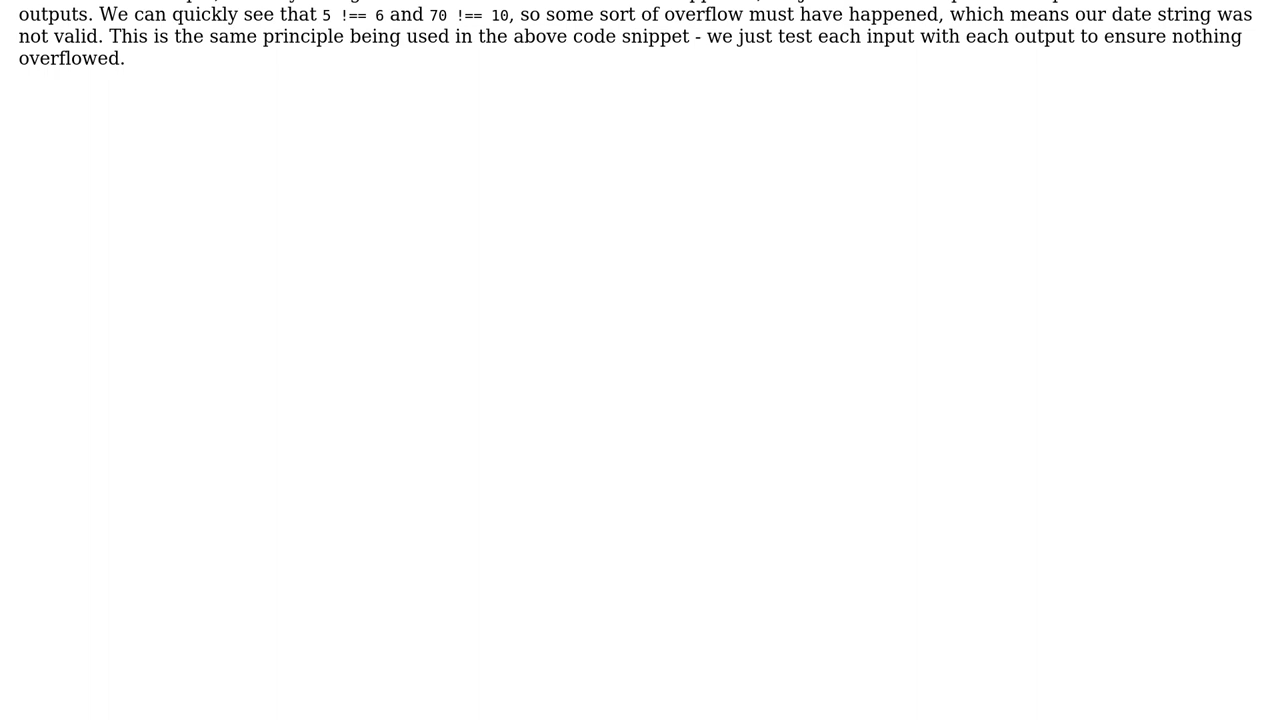 outputs. We can quickly see that 5 !== 6 and 70 !== 10, so some sort of overflow must have happened, which means our date string was
not valid. This is the same principle being used in the above code snippet - we just test each input with each output to ensure nothing
overflowed.